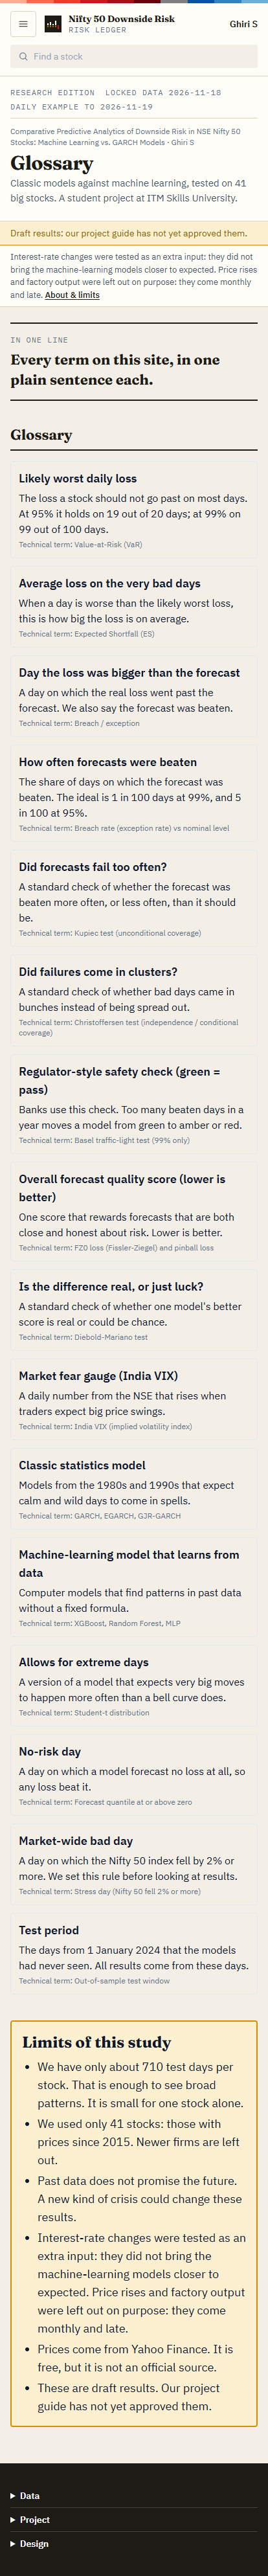 Nifty 50 Downside Risk
RISK LEDGER
Ghiri S
Find a stock
RESEARCH EDITION LOCKED DATA 2026-11-18
DAILY EXAMPLE TO 2026-11-19
Comparative Predictive Analytics of Downside Risk in NSE Nifty 50
Stocks: Machine Learning vs. GARCH Models · Ghiri S
Glossary
Classic models against machine learning, tested on 41
big stocks. A student project at ITM Skills University.
Draft results: our project guide has not yet approved them.
Interest-rate changes were tested as an extra input: they did not
bring the machine-learning models closer to expected. Price rises
and factory output were left out on purpose: they come monthly
and late. About & limits
IN ONE LINE
Every term on this site, in one
plain sentence each.
Glossary
Likely worst daily loss
The loss a stock should not go past on most days.
At 95% it holds on 19 out of 20 days; at 99% on
99 out of 100 days.
Technical term: Value-at-Risk (VaR)
Average loss on the very bad days
When a day is worse than the likely worst loss,
this is how big the loss is on average.
Technical term: Expected Shortfall (ES)
Day the loss was bigger than the forecast
A day on which the real loss went past the
forecast. We also say the forecast was beaten.
Technical term: Breach / exception
How often forecasts were beaten
The share of days on which the forecast was
beaten. The ideal is 1 in 100 days at 99%, and 5
in 100 at 95%.
Technical term: Breach rate (exception rate) vs nominal level
Did forecasts fail too often?
A standard check of whether the forecast was
beaten more often, or less often, than it should
be.
Technical term: Kupiec test (unconditional coverage)
Did failures come in clusters?
A standard check of whether bad days came in
bunches instead of being spread out.
Technical term: Christoffersen test (independence / conditional
coverage)
Regulator-style safety check (green =
pass)
Banks use this check. Too many beaten days in a
year moves a model from green to amber or red.
Technical term: Basel traffic-light test (99% only)
Overall forecast quality score (lower is
better)
One score that rewards forecasts that are both
close and honest about risk. Lower is better.
Technical term: FZ0 loss (Fissler-Ziegel) and pinball loss
Is the difference real, or just luck?
A standard check of whether one model's better
score is real or could be chance.
Technical term: Diebold-Mariano test
Market fear gauge (India VIX)
A daily number from the NSE that rises when
traders expect big price swings.
Technical term: India VIX (implied volatility index)
Classic statistics model
Models from the 1980s and 1990s that expect
calm and wild days to come in spells.
Technical term: GARCH, EGARCH, GJR-GARCH
Machine-learning model that learns from
data
Computer models that find patterns in past data
without a fixed formula.
Technical term: XGBoost, Random Forest, MLP
Allows for extreme days
A version of a model that expects very big moves
to happen more often than a bell curve does.
Technical term: Student-t distribution
No-risk day
A day on which a model forecast no loss at all, so
any loss beat it.
Technical term: Forecast quantile at or above zero
Market-wide bad day
A day on which the Nifty 50 index fell by 2% or
more. We set this rule before looking at results.
Technical term: Stress day (Nifty 50 fell 2% or more)
Test period
The days from 1 January 2024 that the models
had never seen. All results come from these days.
Technical term: Out-of-sample test window
Limits of this study
• We have only about 710 test days per
stock. That is enough to see broad
patterns. It is small for one stock alone.
• We used only 41 stocks: those with
prices since 2015. Newer firms are left
out.
• Past data does not promise the future.
A new kind of crisis could change these
results.
• Interest-rate changes were tested as an
extra input: they did not bring the
machine-learning models closer to
expected. Price rises and factory output
were left out on purpose: they come
monthly and late.
• Prices come from Yahoo Finance. It is
free, but it is not an official source.
• These are draft results. Our project
guide has not yet approved them.
Data
Project
Design